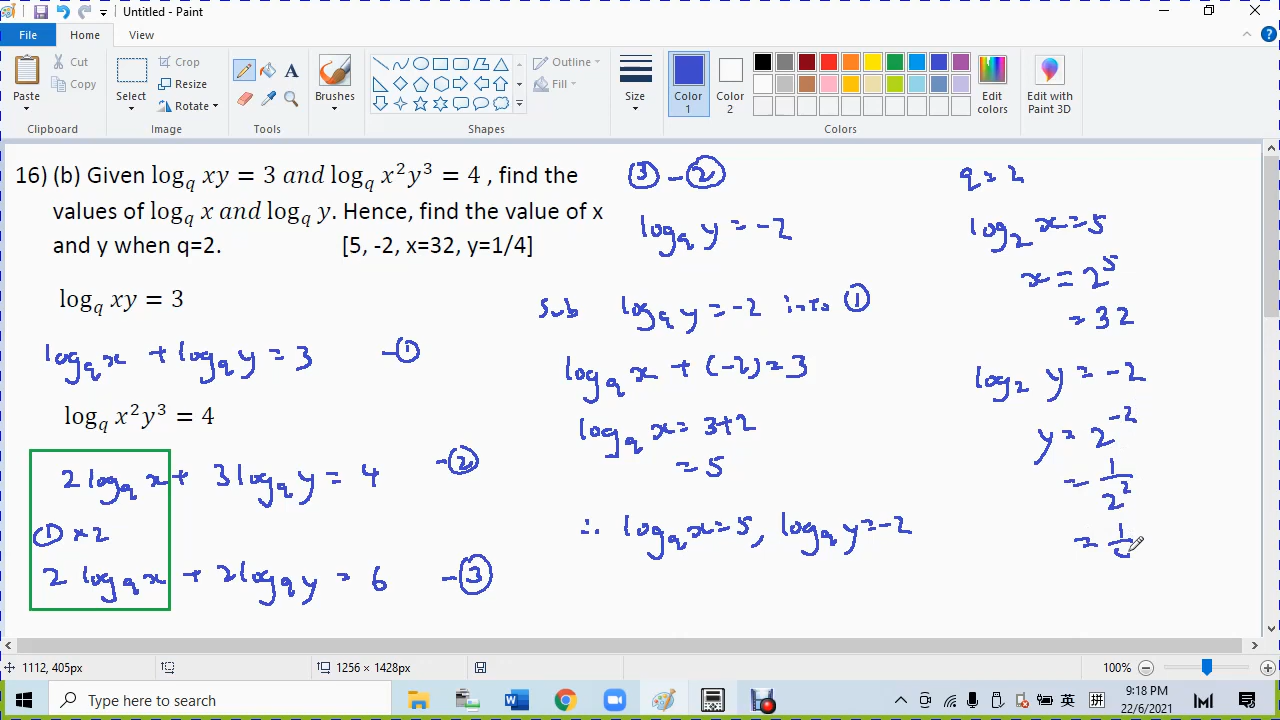 Untitled - Paint
File Home View
Paste Cut Copy Clipboard
Select Crop Resize Rotate Image
Tools
Brushes
Outline Fill Shapes
Size
Color 1 Color 2 Edit colors Colors
Edit with Paint 3D
16) (b) Given log_q xy = 3 and log_q x²y³ = 4 , find the
values of log_q x and log_q y. Hence, find the value of x
and y when q=2. [5, -2, x=32, y=1/4]
log_q xy = 3
log_q x + log_q y = 3 -①
log_q x²y³ = 4
2 log_q x + 3 log_q y = 4 -②
① × 2
2 log_q x + 2 log_q y = 6 -③
③ - ②
log_q y = -2
Sub log_q y = -2 into ①
log_q x + (-2) = 3
log_q x = 3+2
= 5
∴ log_q x = 5, log_q y = -2
q = 2
log₂ x = 5
x = 2⁵
= 32
log₂ y = -2
y = 2⁻²
= 1/2²
1112, 405px 1256 × 1428px 100%
Type here to search
英 拼 9:18 PM
22/6/2021